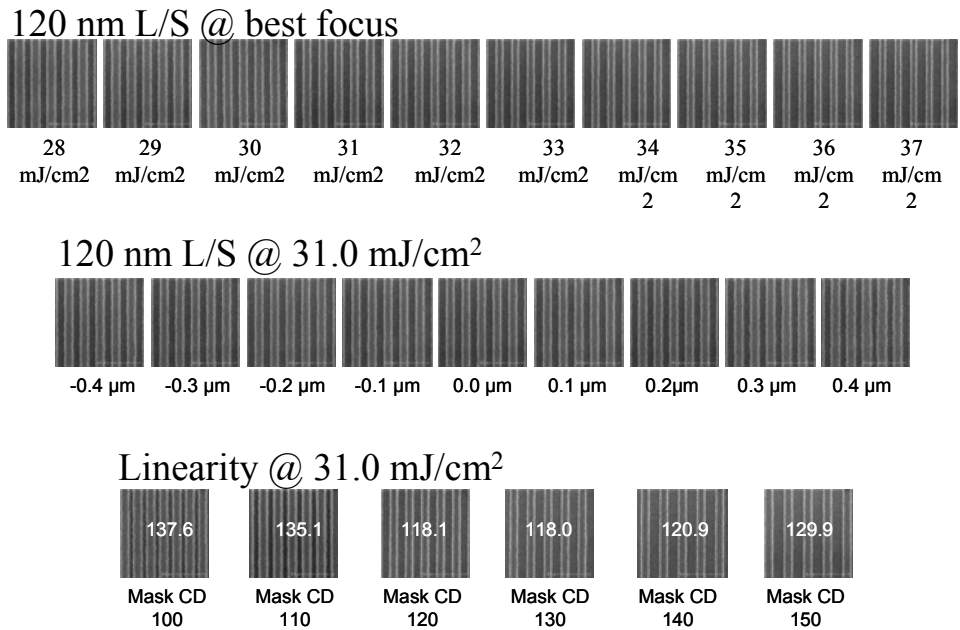 120 nm L/S @ best focus
28 29 30 31 32 33 34 35 36 37
mJ/cm2 mJ/cm2 mJ/cm2 mJ/cm2 mJ/cm2 mJ/cm2 mJ/cm mJ/cm mJ/cm mJ/cm
2 2 2 2
120 nm L/S @ 31.0 mJ/cm²
-0.4 µm -0.3 µm -0.2 µm -0.1 µm 0.0 µm 0.1 µm 0.2µm 0.3 µm 0.4 µm
Linearity @ 31.0 mJ/cm²
137.6 135.1 118.1 118.0 120.9 129.9
Mask CD Mask CD Mask CD Mask CD Mask CD Mask CD
100 110 120 130 140 150